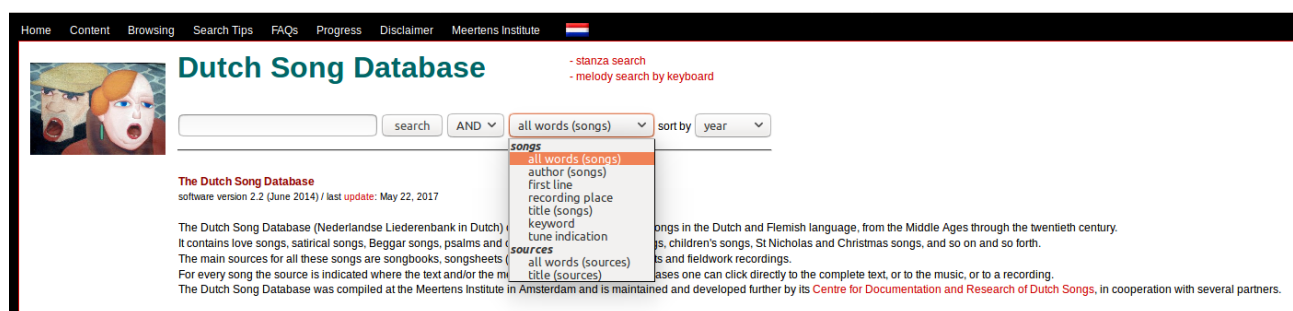 Home Content Browsing Search Tips FAQs Progress Disclaimer Meertens Institute
Dutch Song Database
- stanza search
- melody search by keyboard
search AND all words (songs) sort by year
songs
all words (songs)
author (songs)
first line
recording place
title (songs)
keyword
tune indication
sources
all words (sources)
title (sources)
The Dutch Song Database
software version 2.2 (June 2014) / last update: May 22, 2017
The Dutch Song Database (Nederlandse Liederenbank in Dutch) ongs in the Dutch and Flemish language, from the Middle Ages through the twentieth century.
It contains love songs, satirical songs, Beggar songs, psalms and gs, children's songs, St Nicholas and Christmas songs, and so on and so forth.
The main sources for all these songs are songbooks, songsheets ( ts and fieldwork recordings.
For every song the source is indicated where the text and/or the me ases one can click directly to the complete text, or to the music, or to a recording.
The Dutch Song Database was compiled at the Meertens Institute in Amsterdam and is maintained and developed further by its Centre for Documentation and Research of Dutch Songs, in cooperation with several partners.